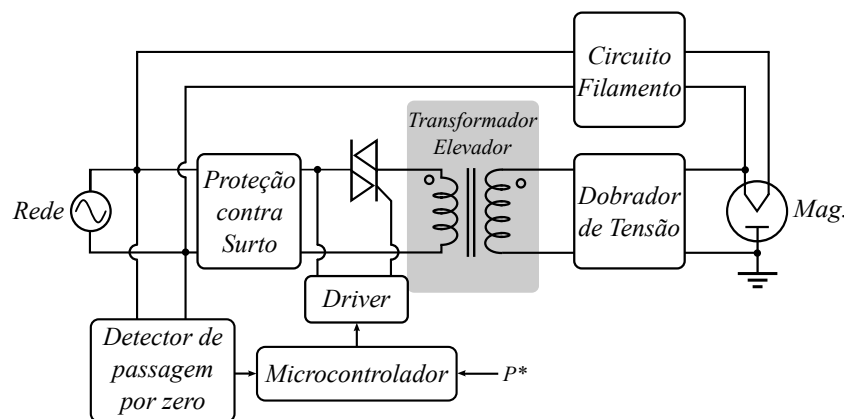 Circuito
Filamento
Transformador
Elevador
Rede
Proteção
contra
Surto
Dobrador
de Tensão
Mag.
Driver
Detector de
passagem
por zero
Microcontrolador
P*